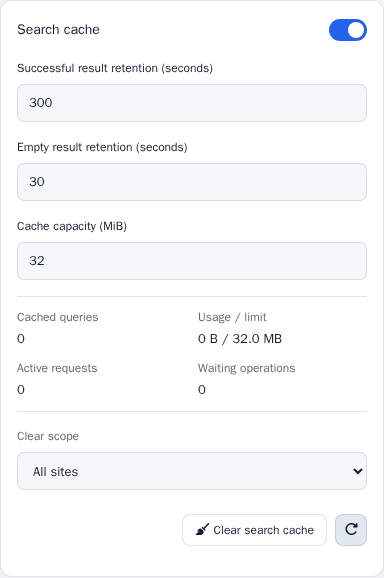 Search cache
Successful result retention (seconds)
300
Empty result retention (seconds)
30
Cache capacity (MiB)
32
Cached queries
Usage / limit
0
0 B / 32.0 MB
Active requests
Waiting operations
0
0
Clear scope
All sites
Clear search cache